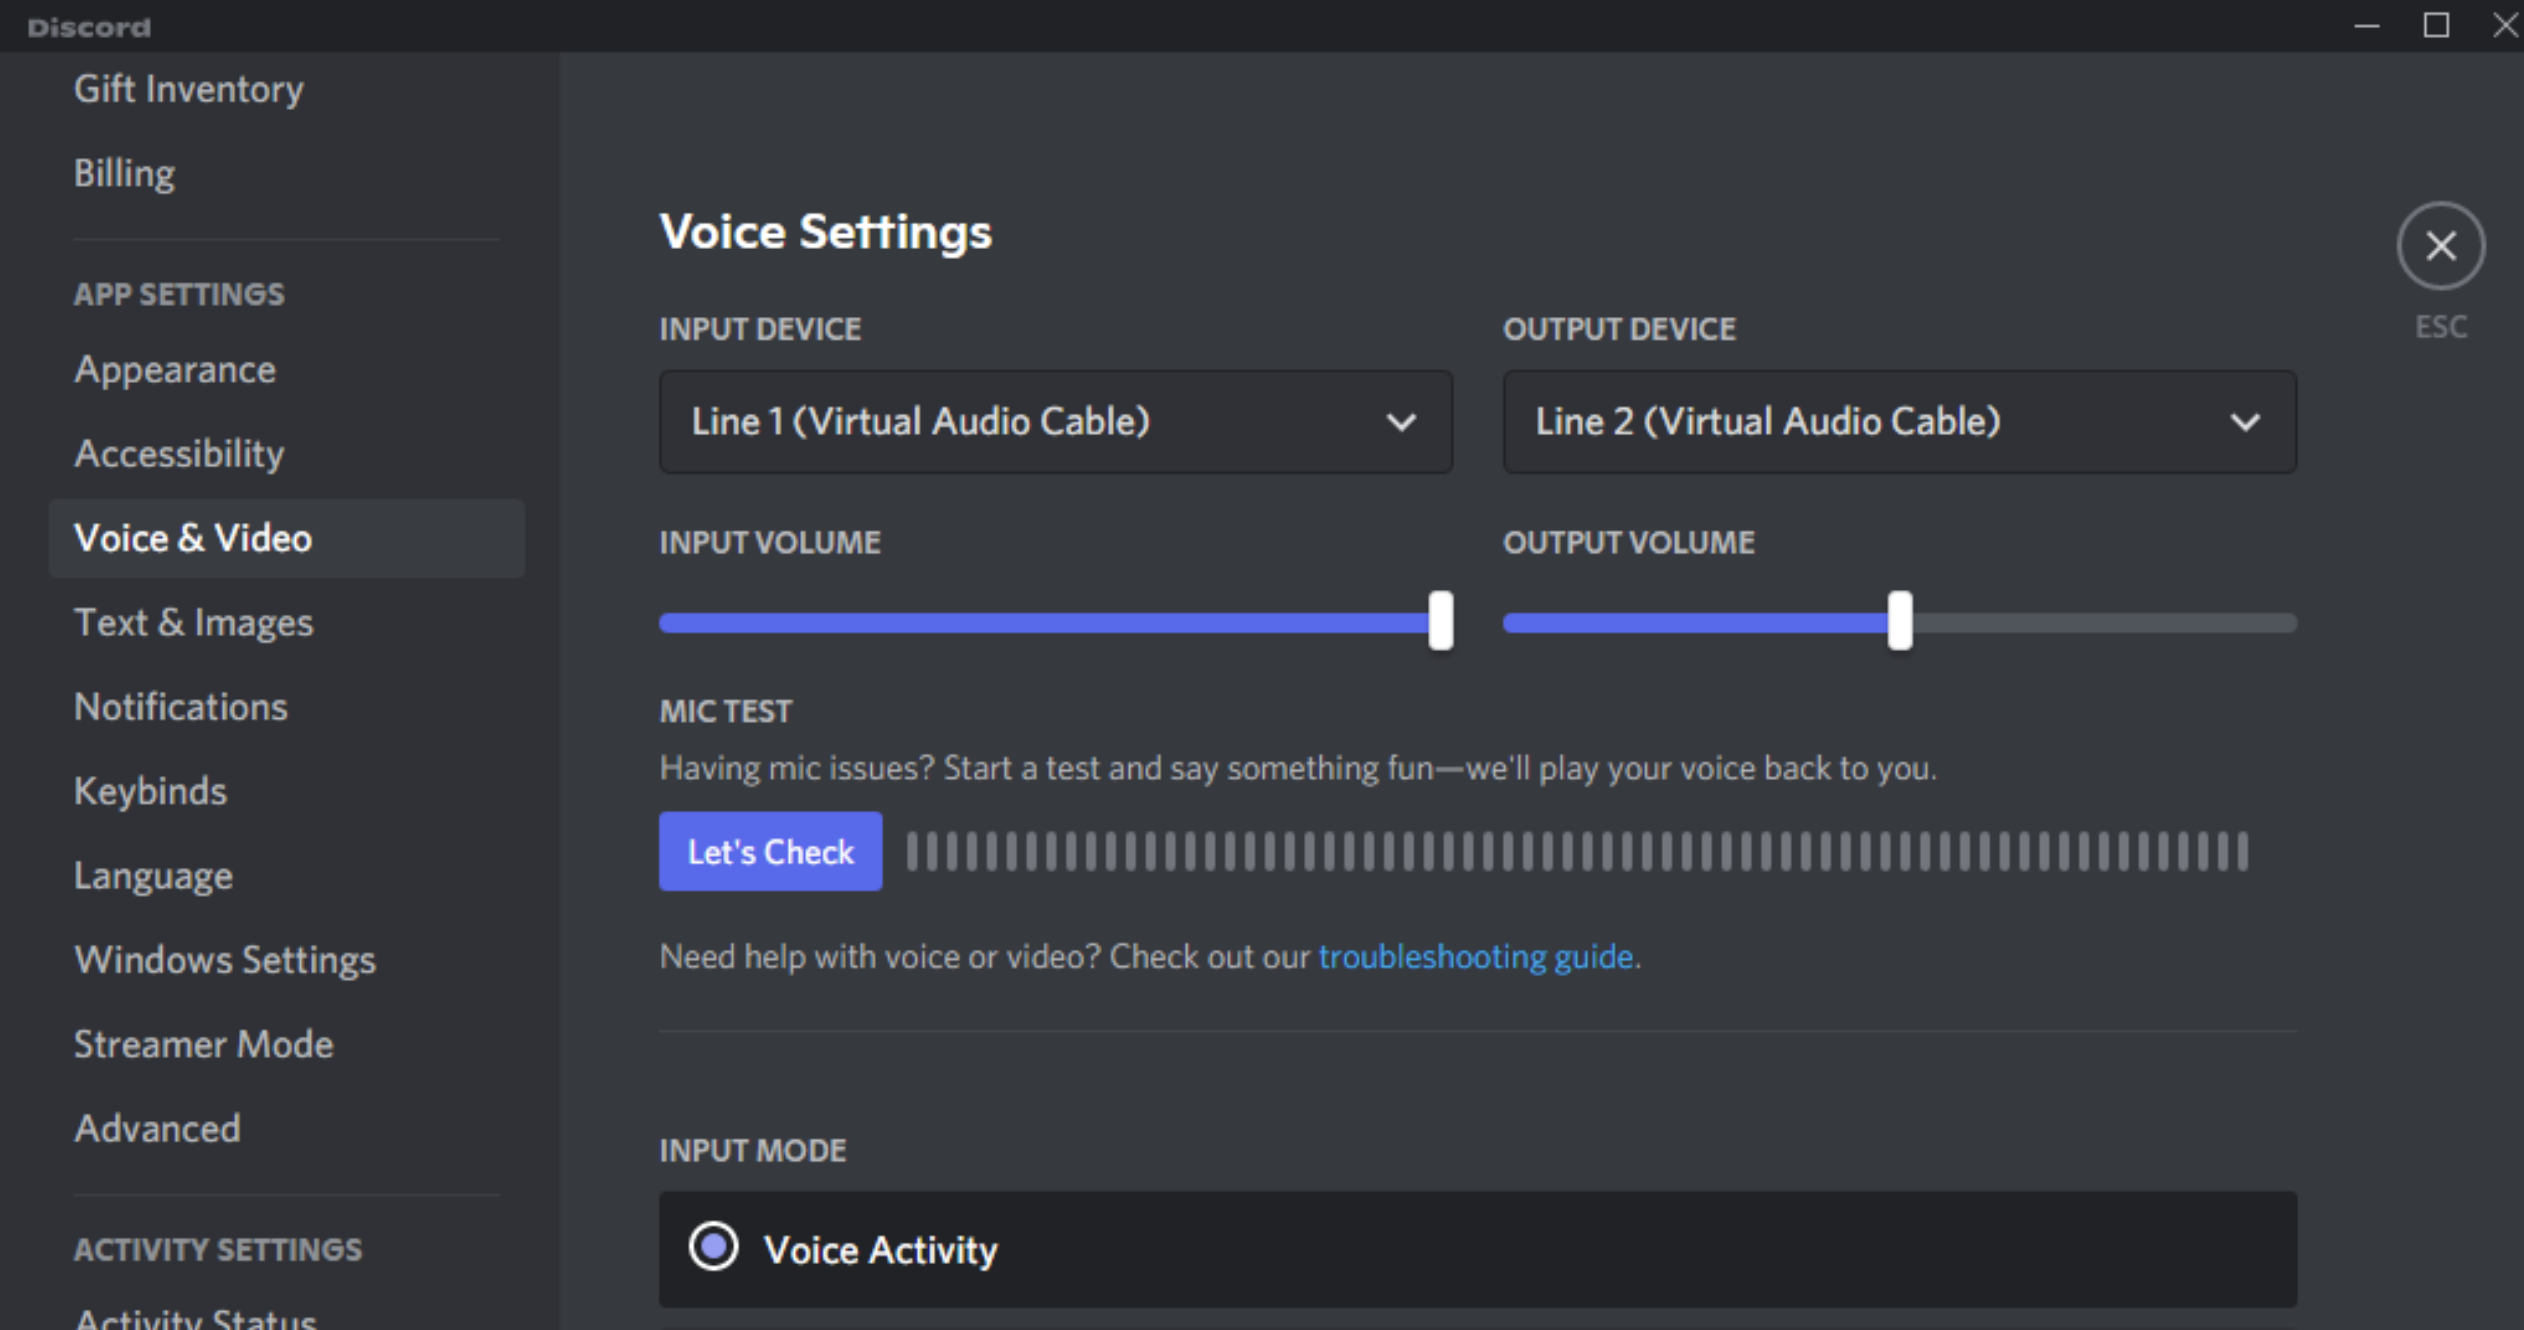 Discord
Gift Inventory
Billing
APP SETTINGS
Appearance
Accessibility
Voice & Video
Text & Images
Notifications
Keybinds
Language
Windows Settings
Streamer Mode
Advanced
ACTIVITY SETTINGS
Activity Status
Voice Settings
INPUT DEVICE
OUTPUT DEVICE
Line 1 (Virtual Audio Cable)
Line 2 (Virtual Audio Cable)
INPUT VOLUME
OUTPUT VOLUME
MIC TEST
Having mic issues? Start a test and say something fun—we'll play your voice back to you.
Let's Check
Need help with voice or video? Check out our troubleshooting guide.
INPUT MODE
Voice Activity
ESC